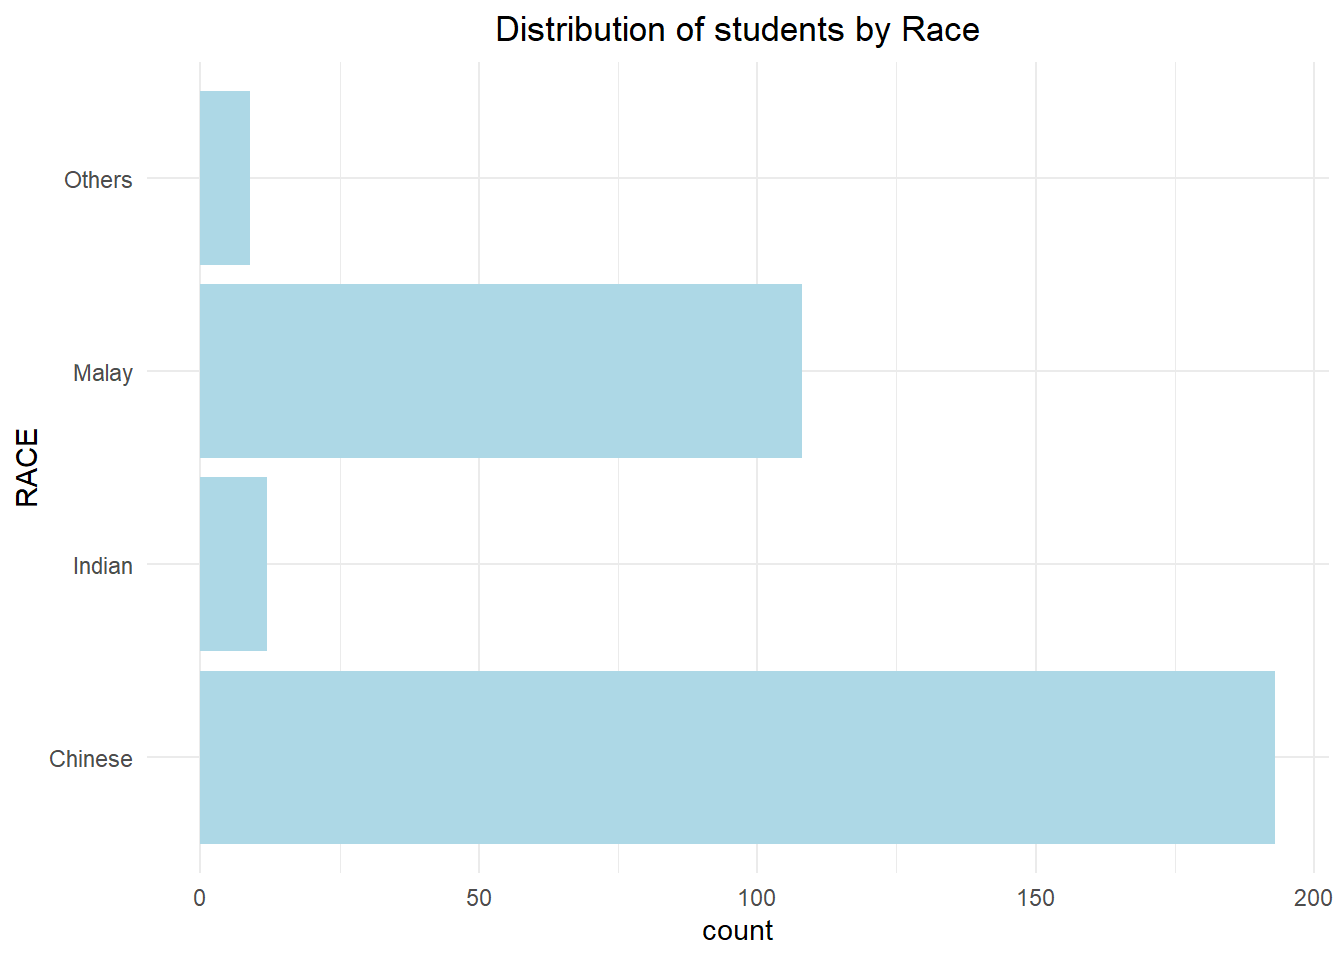 Distribution of students by Race
RACE
Others
Malay
Indian
Chinese
0 50 100 150 200
count